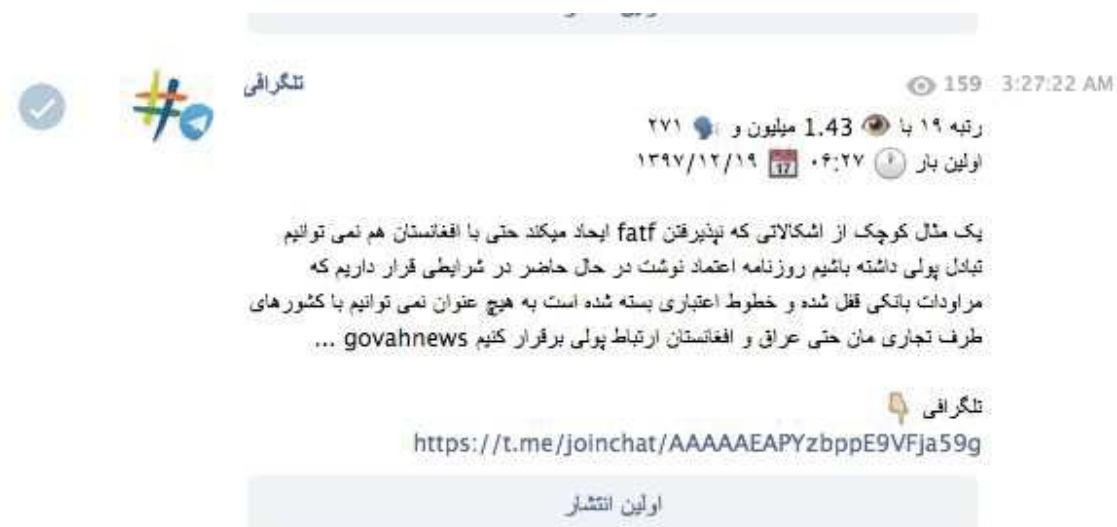 تلگرافی
159 3:27:22 AM
رتبه ۱۹ با 👁 1.43 میلیون و 🗣 ۲۷۱
اولین بار 🕐 ۰۶:۲۷ 📅 ۱۳۹۷/۱۲/۱۹
یک مثال کوچک از اشکالاتی که نپذیرفتن fatf ایجاد میکند حتی با افغانستان هم نمی توانیم
تبادل پولی داشته باشیم روزنامه اعتماد نوشت در حال حاضر در شرایطی قرار داریم که
مراودات بانکی قفل شده و خطوط اعتباری بسته شده است به هیچ عنوان نمی توانیم با کشورهای
طرف تجاری مان حتی عراق و افغانستان ارتباط پولی برقرار کنیم govahnews ...
تلگرافی 👇🏼
https://t.me/joinchat/AAAAAEAPYzbppE9VFja59g
اولین انتشار